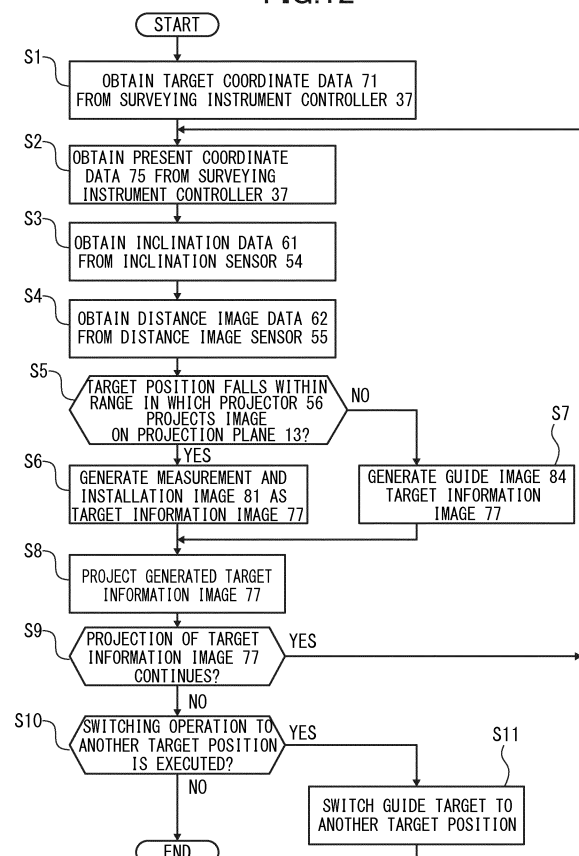 START
S1
OBTAIN TARGET COORDINATE DATA 71
FROM SURVEYING INSTRUMENT CONTROLLER 37
S2
OBTAIN PRESENT COORDINATE
DATA 75 FROM SURVEYING
INSTRUMENT CONTROLLER 37
S3
OBTAIN INCLINATION DATA 61
FROM INCLINATION SENSOR 54
S4
OBTAIN DISTANCE IMAGE DATA 62
FROM DISTANCE IMAGE SENSOR 55
S5
TARGET POSITION FALLS WITHIN
RANGE IN WHICH PROJECTOR 56
PROJECTS IMAGE
ON PROJECTION PLANE 13?
NO
YES
S6
GENERATE MEASUREMENT AND
INSTALLATION IMAGE 81 AS
TARGET INFORMATION IMAGE 77
S7
GENERATE GUIDE IMAGE 84
TARGET INFORMATION
IMAGE 77
S8
PROJECT GENERATED TARGET
INFORMATION IMAGE 77
S9
PROJECTION OF TARGET
INFORMATION IMAGE 77
CONTINUES?
YES
NO
S10
SWITCHING OPERATION TO
ANOTHER TARGET POSITION
IS EXECUTED?
YES
NO
S11
SWITCH GUIDE TARGET TO
ANOTHER TARGET POSITION
END